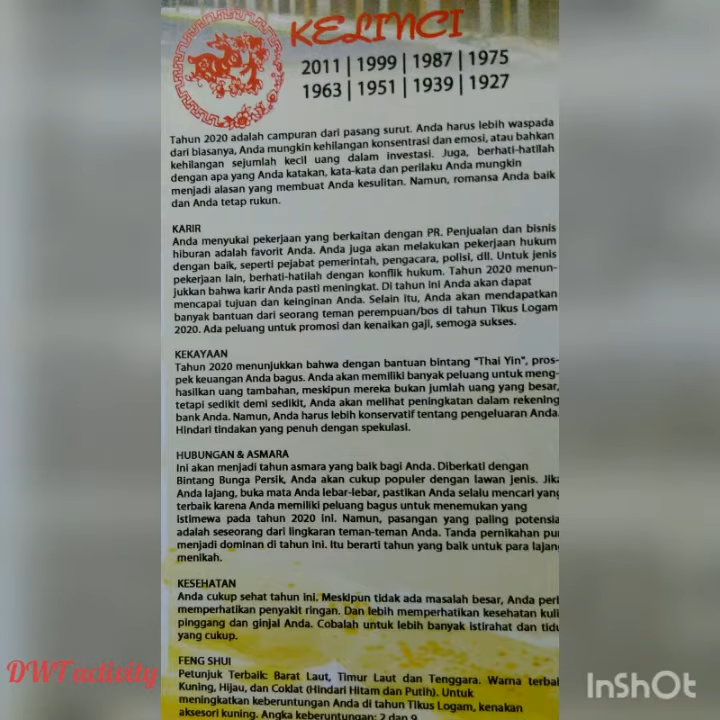 KELINCI
2011 | 1999 | 1987 | 1975
1963 | 1951 | 1939 | 1927
Tahun 2020 adalah campuran dari pasang surut. Anda harus lebih waspada
dari biasanya, Anda mungkin kehilangan konsentrasi dan emosi, atau bahkan
kehilangan sejumlah kecil uang dalam investasi. Juga, berhati-hatilah
dengan apa yang Anda katakan, kata-kata dan perilaku Anda mungkin
menjadi alasan yang membuat Anda kesulitan. Namun, romansa Anda baik
dan Anda tetap rukun.
KARIR
Anda menyukai pekerjaan yang berkaitan dengan PR. Penjualan dan bisnis
hiburan adalah favorit Anda. Anda juga akan melakukan pekerjaan hukum
dengan baik, seperti pejabat pemerintah, pengacara, polisi, dll. Untuk jenis
pekerjaan lain, berhati-hatilah dengan konflik hukum. Tahun 2020 menun-
jukkan bahwa karir Anda pasti meningkat. Di tahun ini Anda akan dapat
mencapai tujuan dan keinginan Anda. Selain itu, Anda akan mendapatkan
banyak bantuan dari seorang teman perempuan/bos di tahun Tikus Logam
2020. Ada peluang untuk promosi dan kenaikan gaji, semoga sukses.
KEKAYAAN
Tahun 2020 menunjukkan bahwa dengan bantuan bintang "Thai Yin", pros-
pek keuangan Anda bagus. Anda akan memiliki banyak peluang untuk meng-
hasilkan uang tambahan, meskipun mereka bukan jumlah uang yang besar,
tetapi sedikit demi sedikit, Anda akan melihat peningkatan dalam rekening
bank Anda. Namun, Anda harus lebih konservatif tentang pengeluaran Anda.
Hindari tindakan yang penuh dengan spekulasi.
HUBUNGAN & ASMARA
Ini akan menjadi tahun asmara yang baik bagi Anda. Diberkati dengan
Bintang Bunga Persik, Anda akan cukup populer dengan lawan jenis. Jika
Anda lajang, buka mata Anda lebar-lebar, pastikan Anda selalu mencari yang
terbaik karena Anda memiliki peluang bagus untuk menemukan yang
istimewa pada tahun 2020 ini. Namun, pasangan yang paling potensia
adalah seseorang dari lingkaran teman-teman Anda. Tanda pernikahan pu
menjadi dominan di tahun ini. Itu berarti tahun yang baik untuk para lajan
menikah.
KESEHATAN
Anda cukup sehat tahun ini. Meskipun tidak ada masalah besar, Anda perl
memperhatikan penyakit ringan. Dan lebih memperhatikan kesehatan kuli
pinggang dan ginjal Anda. Cobalah untuk lebih banyak istirahat dan tidu
yang cukup.
FENG SHUI
Petunjuk Terbaik: Barat Laut, Timur Laut dan Tenggara. Warna terbai
Kuning, Hijau, dan Coklat (Hindari Hitam dan Putih). Untuk
meningkatkan keberuntungan Anda di tahun Tikus Logam, kenakan
aksesori kuning. Angka keberuntungan: 2 dan 9
DWT activity
InShOt